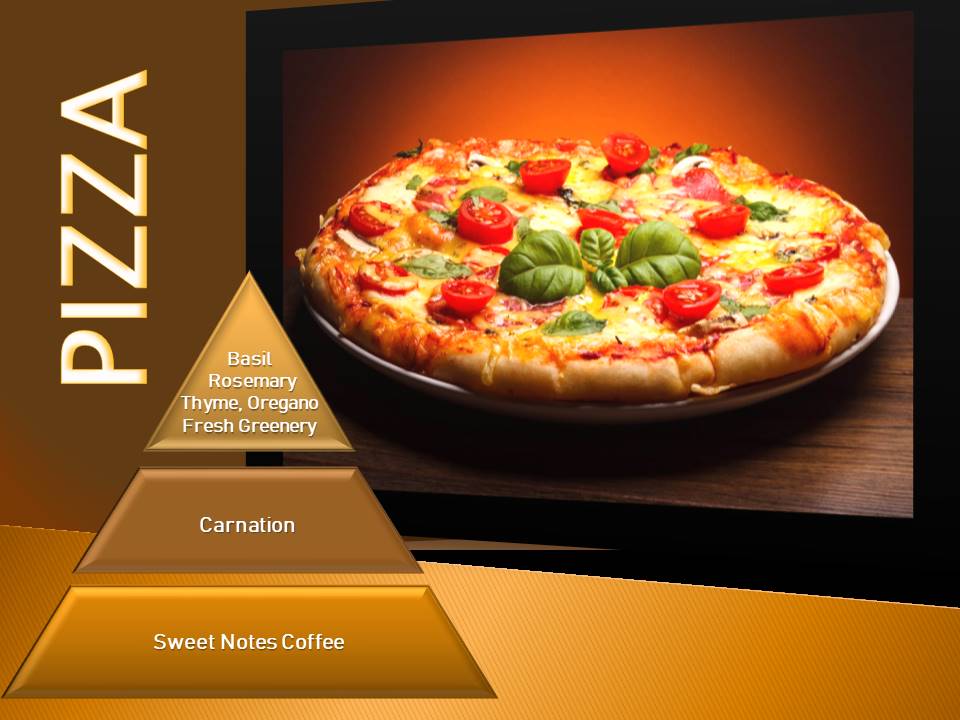 PIZZA
Basil
Rosemary
Thyme, Oregano
Fresh Greenery
Carnation
Sweet Notes Coffee